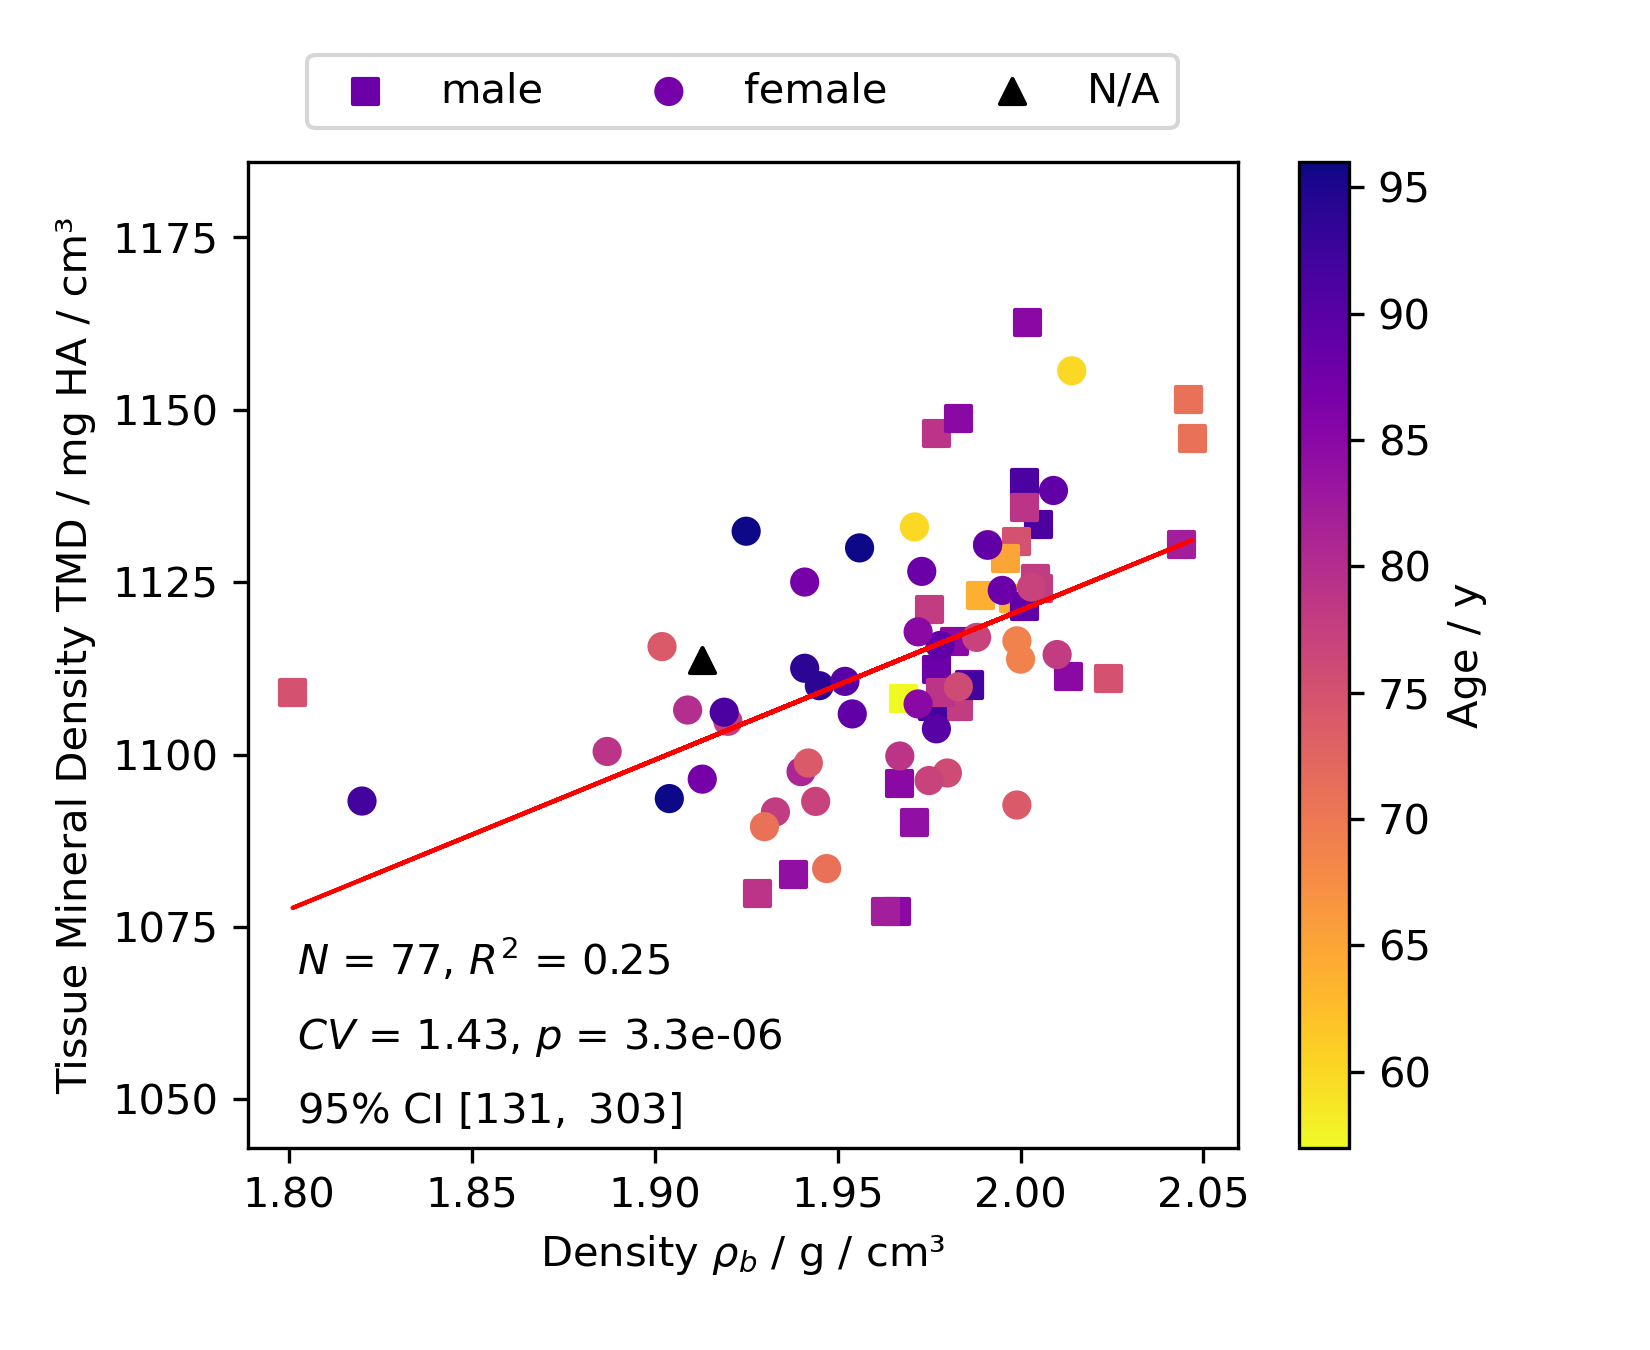 male female N/A
Tissue Mineral Density TMD / mg HA / cm³
1175
1150
1125
1100
1075
1050
N = 77, R² = 0.25
CV = 1.43, p = 3.3e-06
95% CI [131, 303]
1.80 1.85 1.90 1.95 2.00 2.05
Density ρ_b / g / cm³
95
90
85
80
75
70
65
60
Age / y